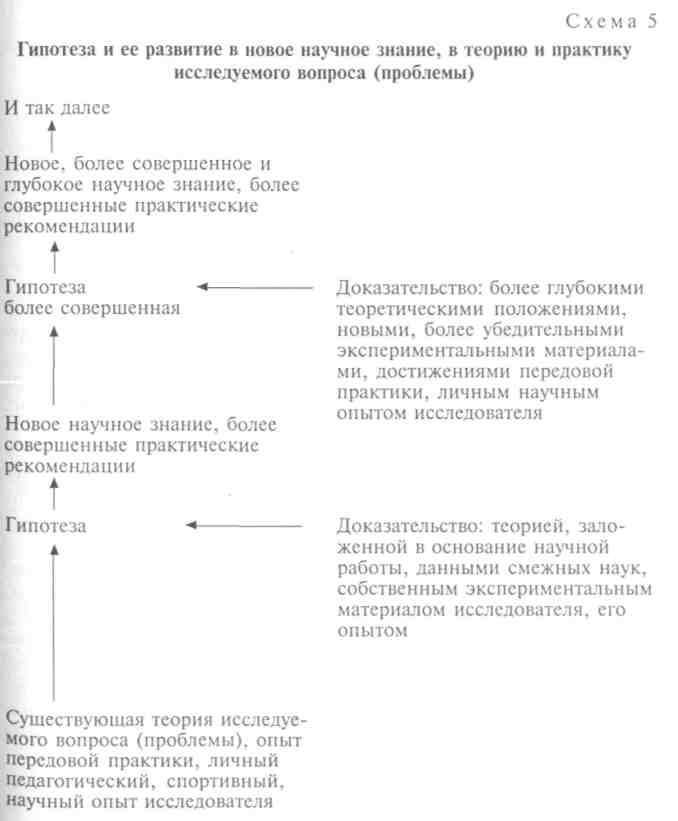 Схема 5
Гипотеза и ее развитие в новое научное знание, в теорию и практику
исследуемого вопроса (проблемы)
И так далее
Новое, более совершенное и
глубокое научное знание, более
совершенные практические
рекомендации
Гипотеза
более совершенная
Доказательство: более глубокими
теоретическими положениями,
новыми, более убедительными
экспериментальными материала-
ми, достижениями передовой
практики, личным научным
опытом исследователя
Новое научное знание, более
совершенные практические
рекомендации
Гипотеза
Доказательство: теорией, зало-
женной в основание научной
работы, данными смежных наук,
собственным экспериментальным
материалом исследователя, его
опытом
Существующая теория исследуе-
мого вопроса (проблемы), опыт
передовой практики, личный
педагогический, спортивный,
научный опыт исследователя